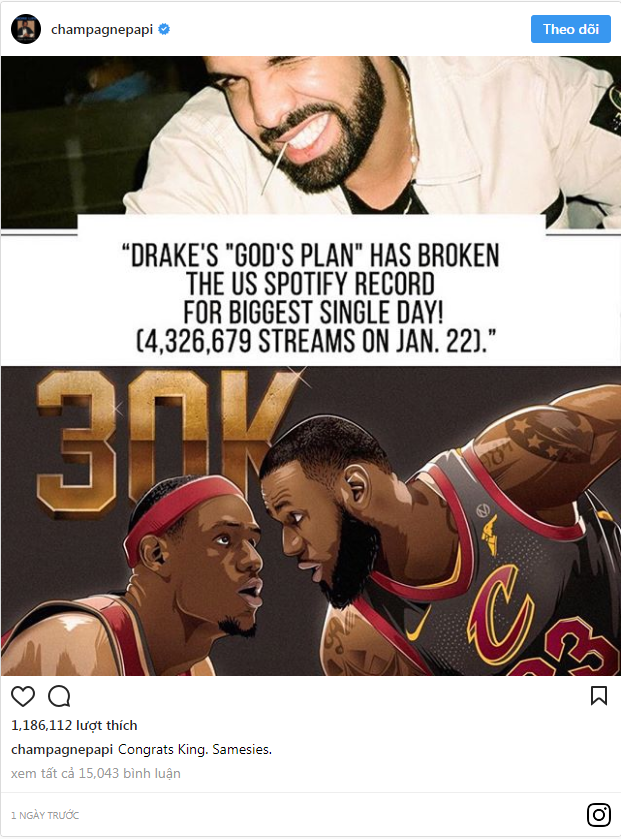 champagnepapi
Theo dõi
“DRAKE'S "GOD'S PLAN" HAS BROKEN
THE US SPOTIFY RECORD
FOR BIGGEST SINGLE DAY!
(4,326,679 STREAMS ON JAN. 22).”
30K
C
23
1,186,112 lượt thích
champagnepapi Congrats King. Samesies.
xem tất cả 15,043 bình luận
1 NGÀY TRƯỚC